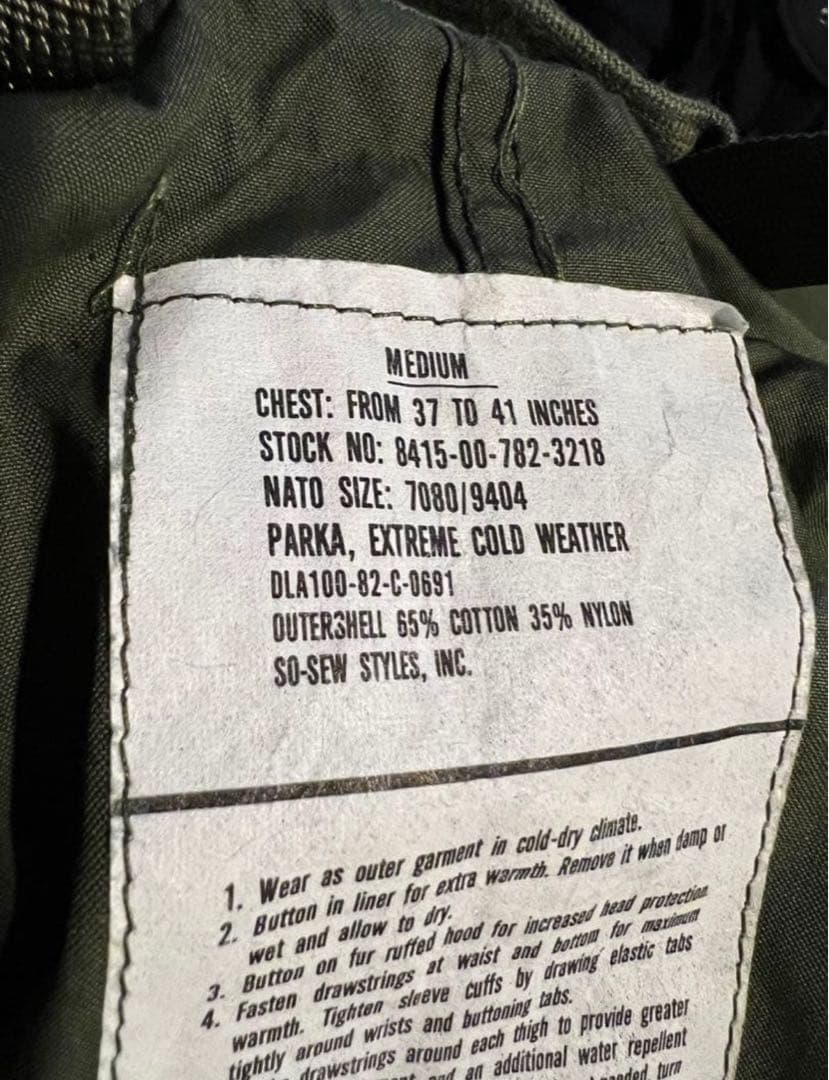 MEDIUM
CHEST: FROM 37 TO 41 INCHES
STOCK NO: 8415-00-782-3218
NATO SIZE: 7080/9404
PARKA, EXTREME COLD WEATHER
DLA100-82-C-0691
OUTERSHELL 65% COTTON 35% NYLON
SO-SEW STYLES, INC.
1. Wear as outer garment in cold-dry climate.
2. Button in liner for extra warmth. Remove it when damp or
wet and allow to dry.
3. Button on fur ruffed hood for increased head protection
4. Fasten drawstrings at waist and bottom for maximum
warmth. Tighten sleeve cuffs by drawing elastic tabs
tightly around wrists and buttoning tabs.
drawstrings around each thigh to provide greater
and an additional water repellent
turn